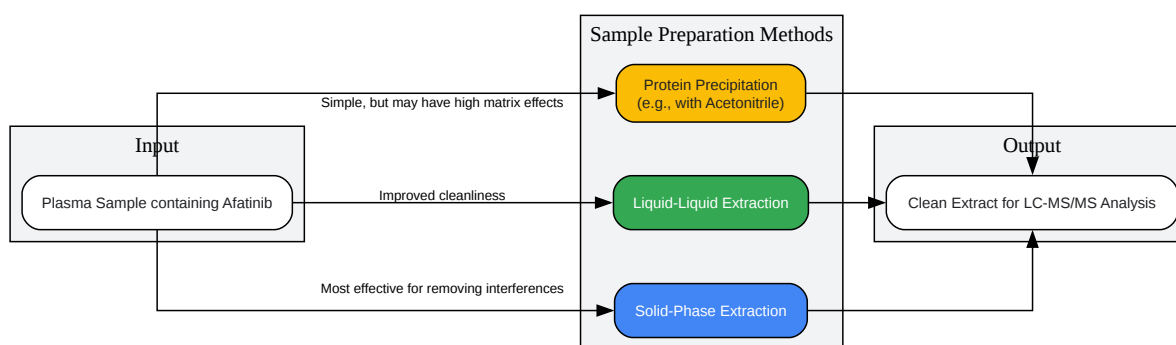 Sample Preparation Methods
Protein Precipitation
(e.g., with Acetonitrile)
Simple, but may have high matrix effects
Input
Output
Plasma Sample containing Afatinib
Improved cleanliness
Liquid-Liquid Extraction
Clean Extract for LC-MS/MS Analysis
Most effective for removing interferences
Solid-Phase Extraction